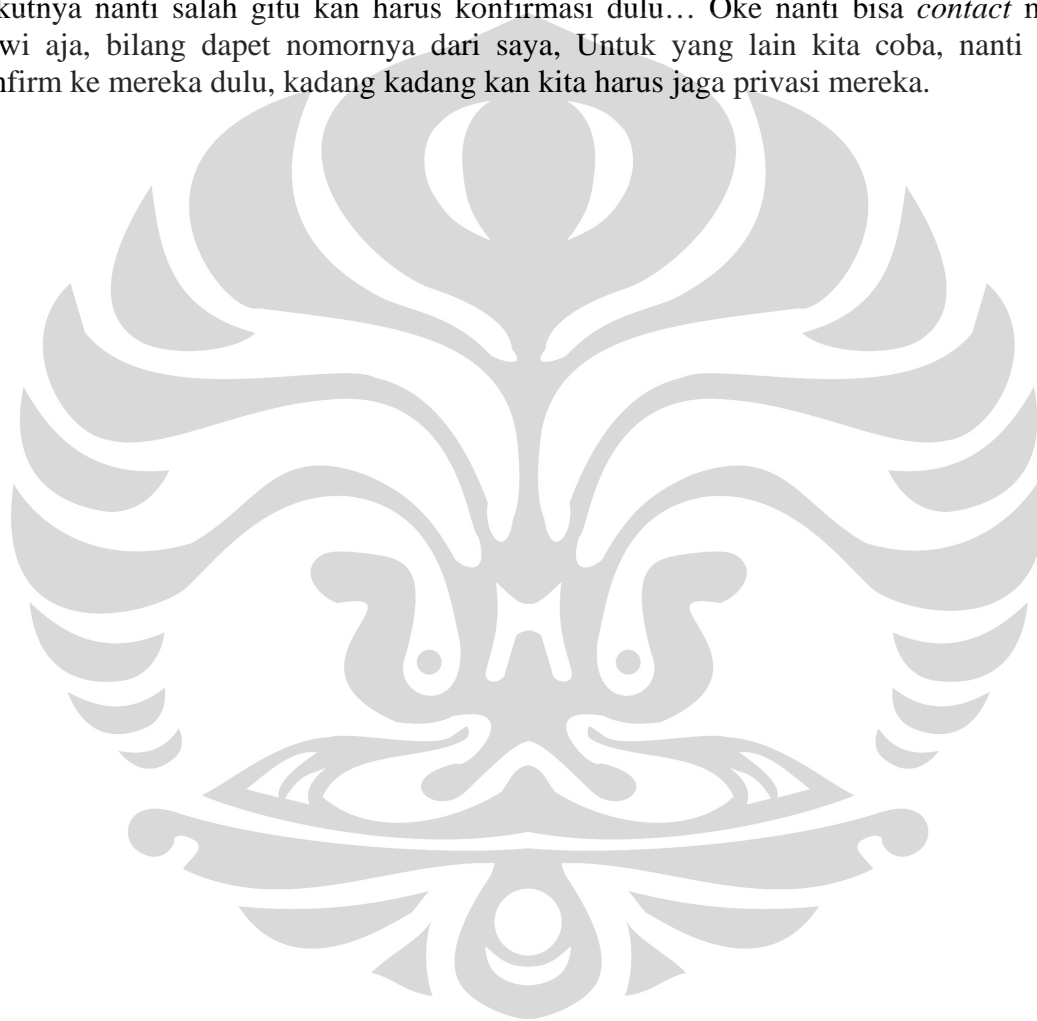 kutnya nanti salah gitu kan harus konfirmasi dulu… Oke nanti bisa contact
wi aja, bilang dapet nomornya dari saya, Untuk yang lain kita coba, nanti
nfirm ke mereka dulu, kadang kadang kan kita harus jaga privasi mereka.